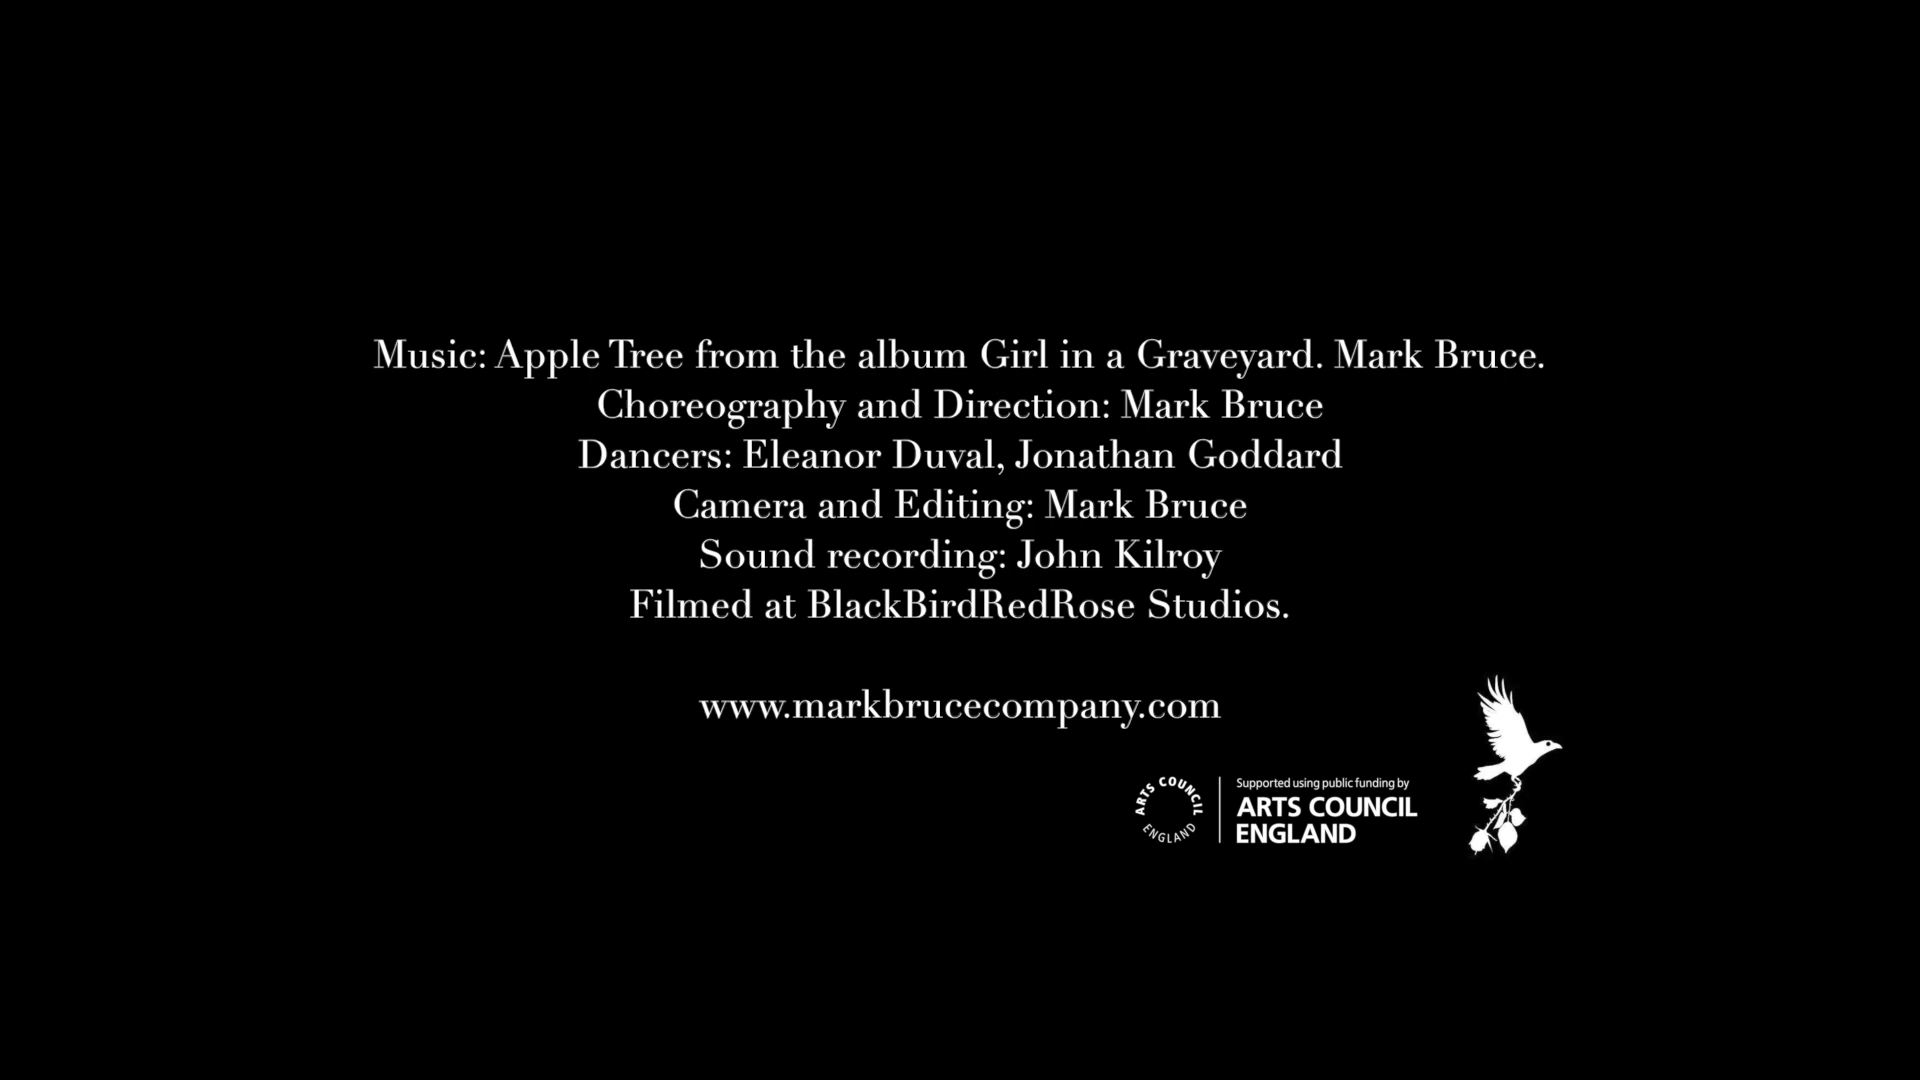 Music: Apple Tree from the album Girl in a Graveyard. Mark Bruce.
Choreography and Direction: Mark Bruce
Dancers: Eleanor Duval, Jonathan Goddard
Camera and Editing: Mark Bruce
Sound recording: John Kilroy
Filmed at BlackBirdRedRose Studios.
www.markbrucecompany.com
ARTS COUNCIL ENGLAND
Supported using public funding by
ARTS COUNCIL
ENGLAND